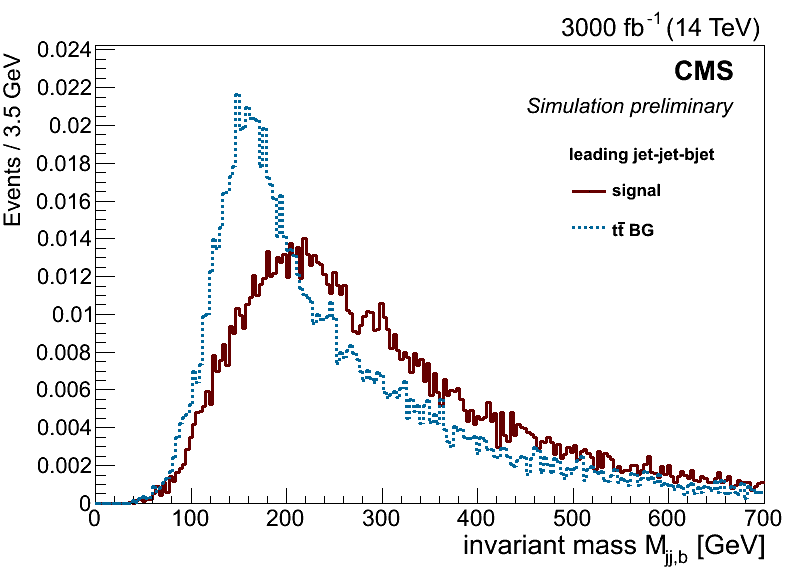 3000 fb⁻¹ (14 TeV)
Events / 3.5 GeV
CMS
Simulation preliminary
leading jet-jet-bjet
signal
tt̄ BG
0.024
0.022
0.02
0.018
0.016
0.014
0.012
0.01
0.008
0.006
0.004
0.002
0
0 100 200 300 400 500 600 700
invariant mass M_jj,b [GeV]